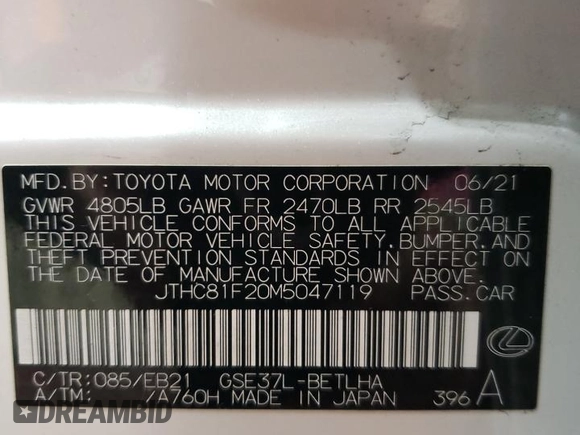 MFD.BY:TOYOTA MOTOR CORPORATION 06/21
GVWR 4805LB GAWR FR 2470LB RR 2545LB
THIS VEHICLE CONFORMS TO ALL APPLICABLE
FEDERAL MOTOR VEHICLE SAFETY,BUMPER,AND
THEFT PREVENTION STANDARDS IN EFFECT ON
THE DATE OF MANUFACTURE SHOWN ABOVE.
JTHC81F20M5047119 PASS.CAR
C/TR:085/EB21 GSE37L-BETLHA
A/TM: /A760H MADE IN JAPAN 396 A
DREAMBID